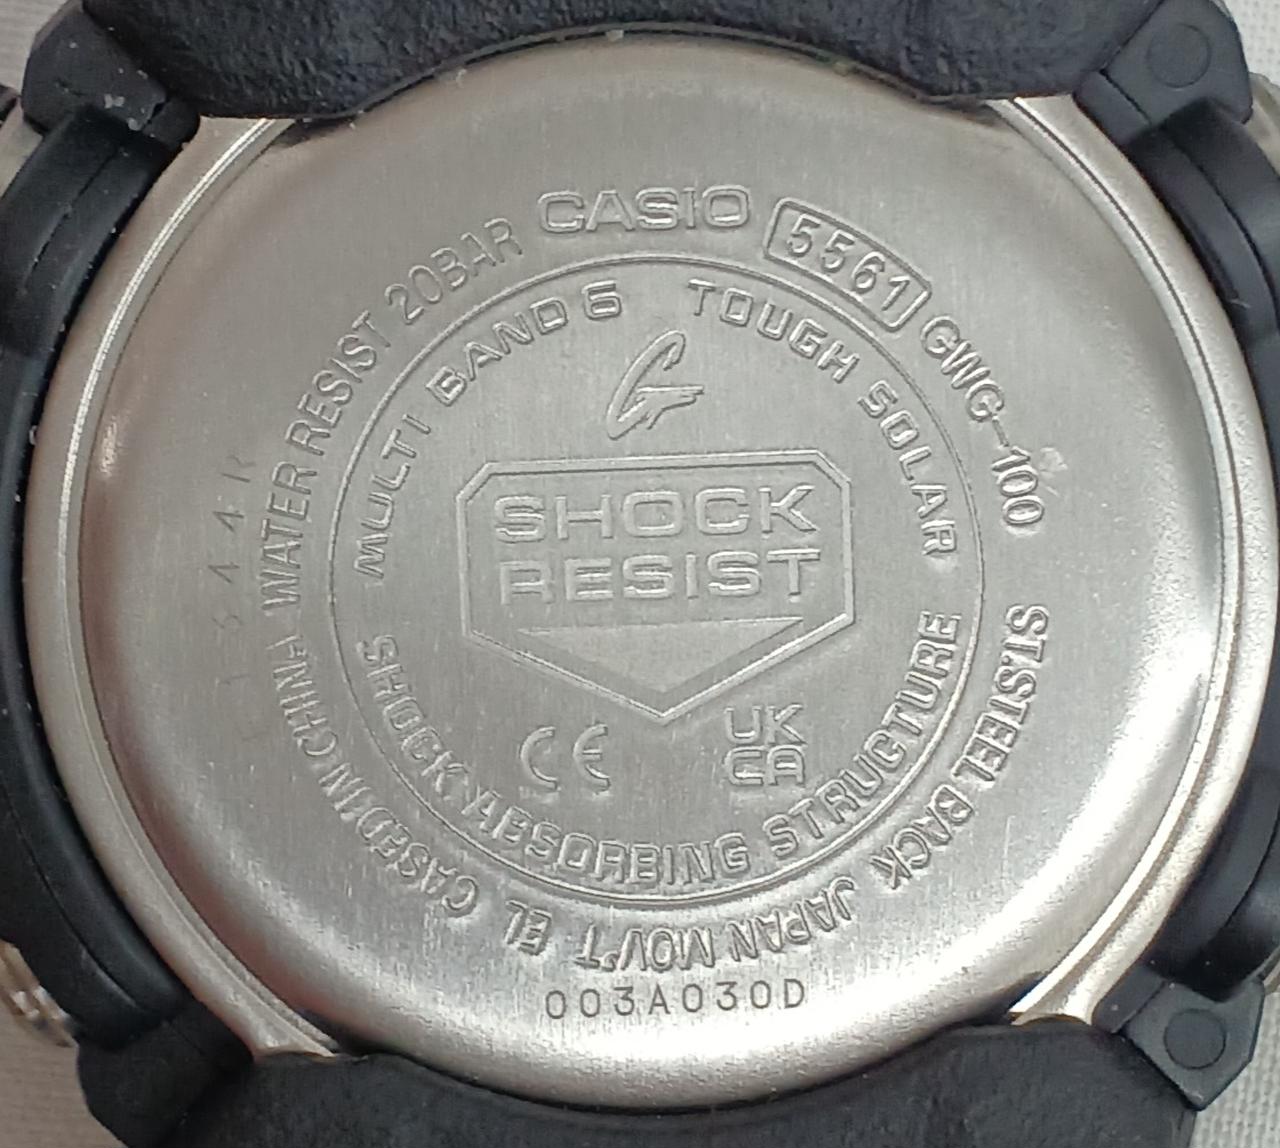 CASIO 5561 GWG-100 ST.STEEL BACK JAPAN MOV'T EL CASED IN CHINA WATER RESIST 20BAR
MULTI BAND 6 TOUGH SOLAR
G
SHOCK
RESIST
CE
UK
CA
SHOCK-ABSORBING STRUCTURE
003A030D